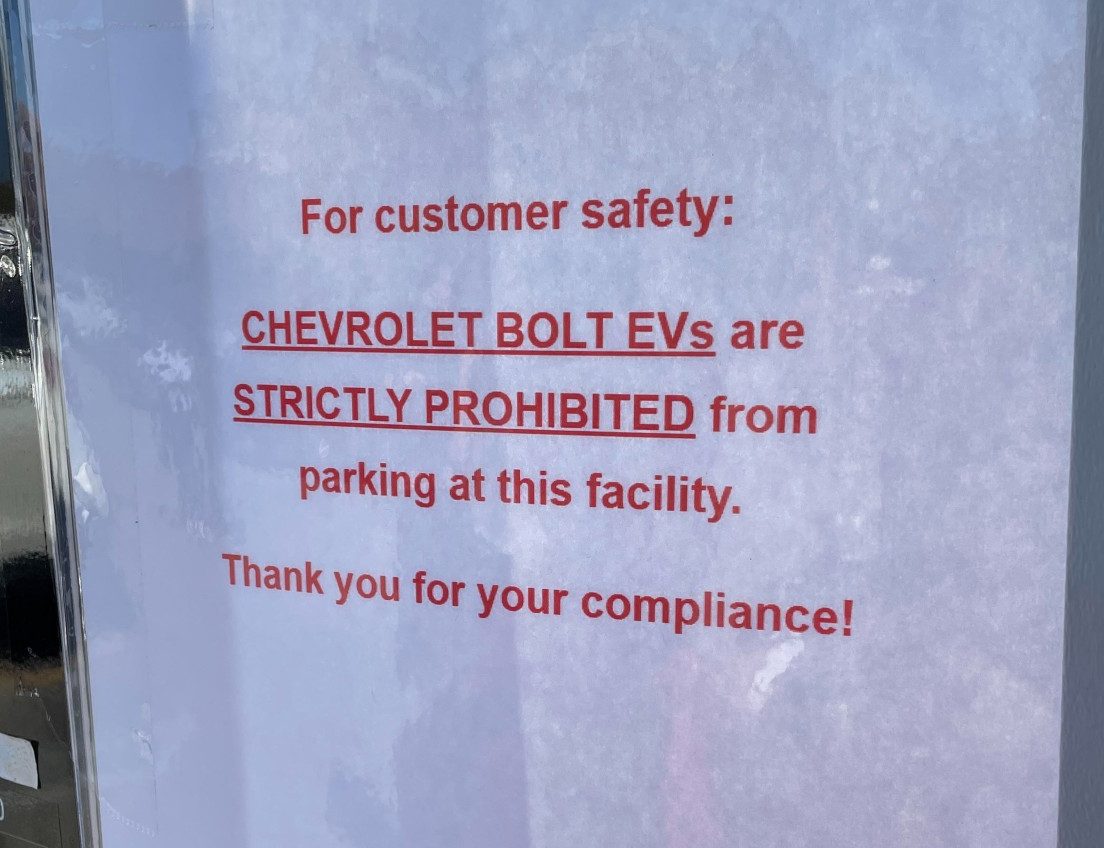 For customer safety:
CHEVROLET BOLT EVs are
STRICTLY PROHIBITED from
parking at this facility.
Thank you for your compliance!